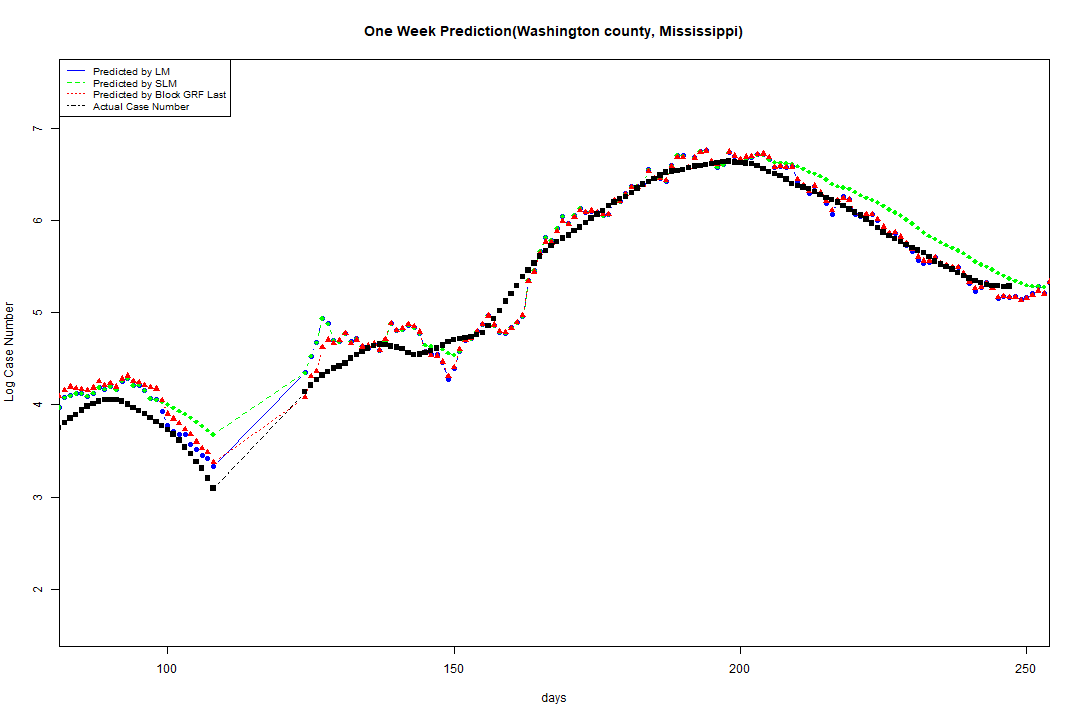 One Week Prediction(Washington county, Mississippi)
Predicted by LM
Predicted by SLM
Predicted by Block GRF Last
Actual Case Number
7
6
5
4
3
2
Log Case Number
100 150 200 250
days